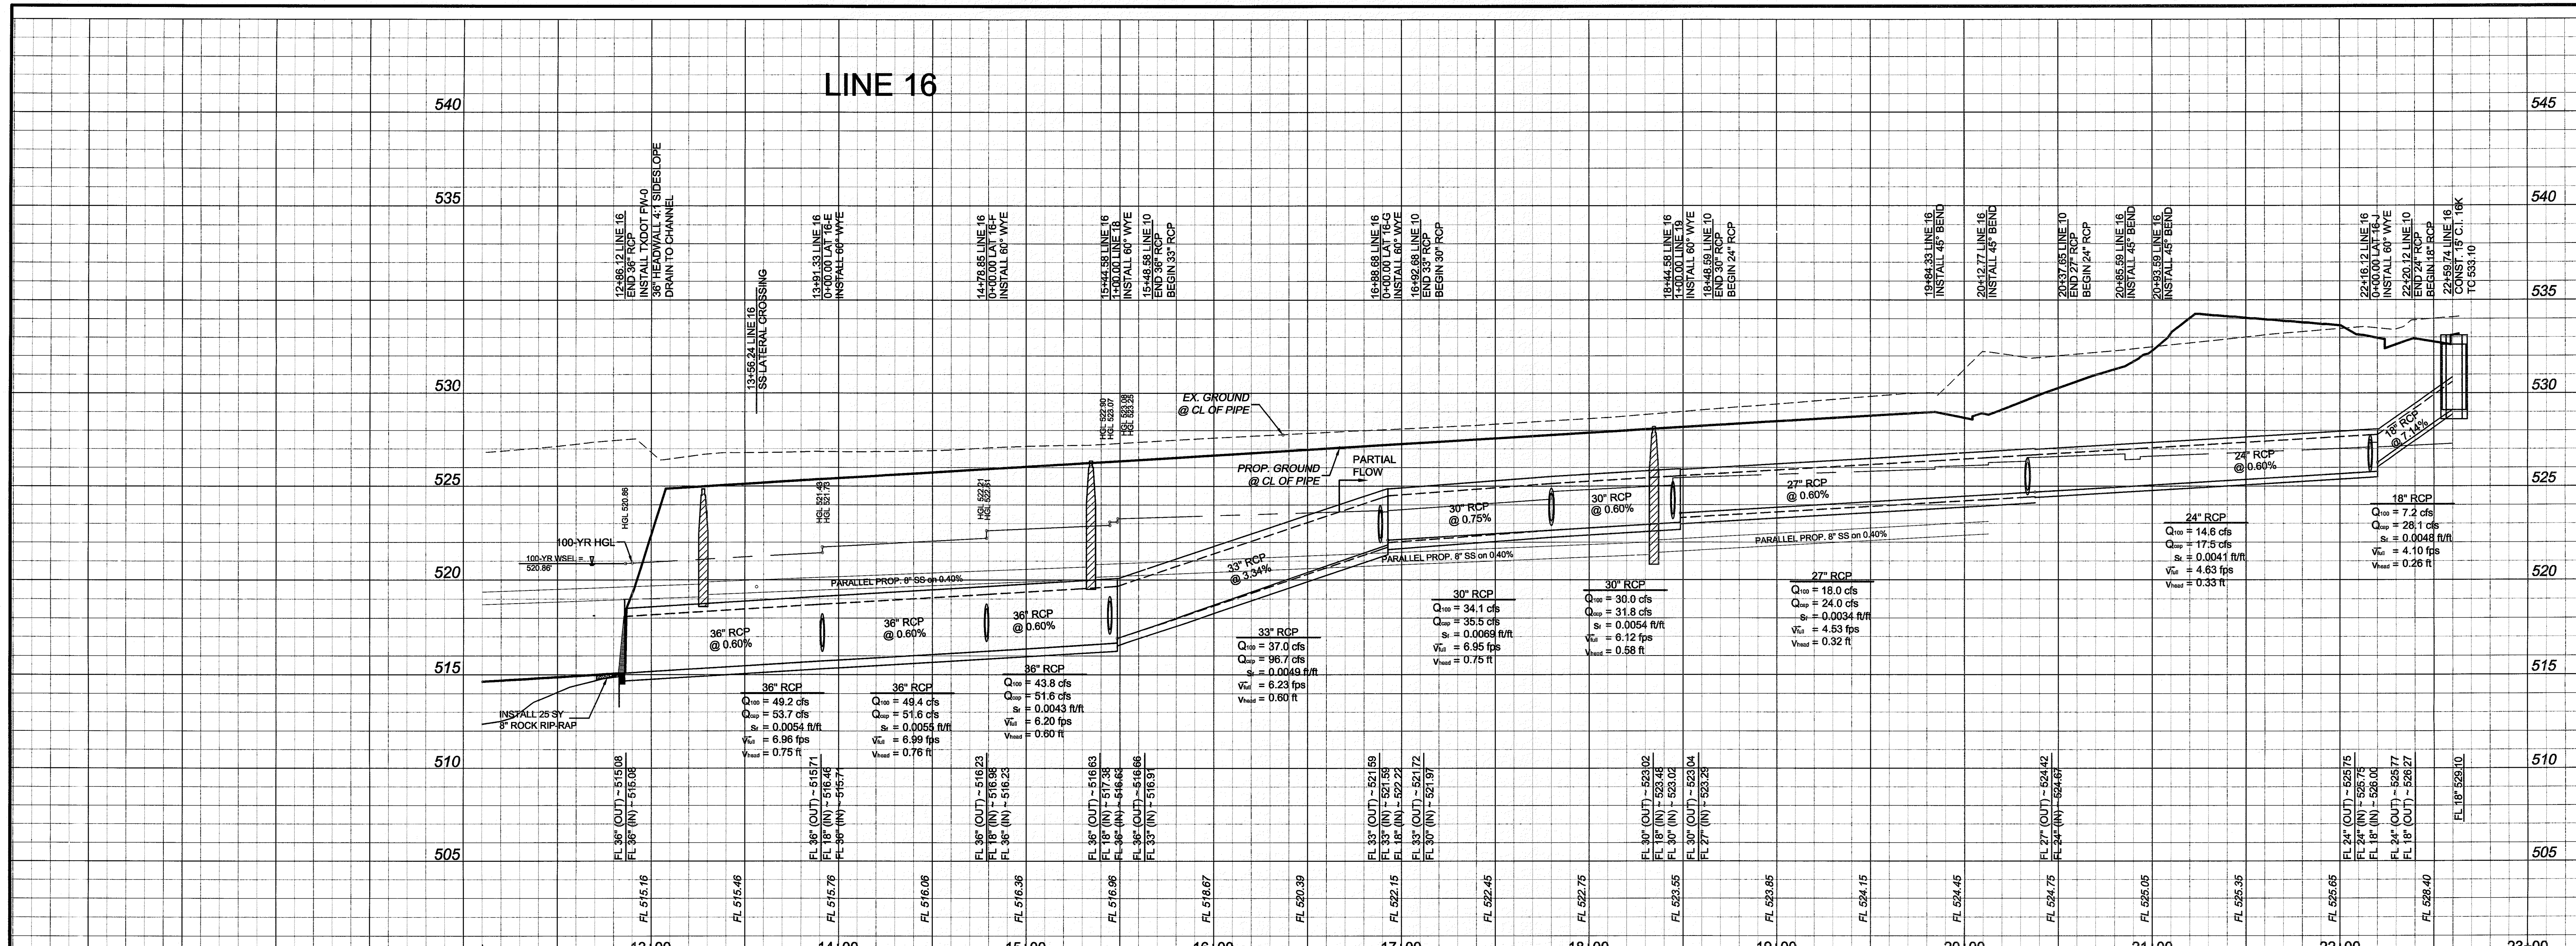 LINE 16
540
535
530
525
520
515
510
505
545
540
535
530
525
520
515
510
505
12+86.12 LINE 16
END 36" RCP
INSTALL TXDOT FW-0
36" HEADWALL 4:1 SIDESLOPE
DRAIN TO CHANNEL
13+56.24 LINE 16
SS LATERAL CROSSING
13+91.33 LINE 16
0+00.00 LAT 16-E
INSTALL 60° WYE
14+78.85 LINE 16
0+00.00 LAT 16-F
INSTALL 60° WYE
15+44.58 LINE 16
1+00.00 LINE 18
INSTALL 60° WYE
15+48.58 LINE 10
END 36" RCP
BEGIN 33" RCP
16+88.68 LINE 16
0+00.00 LAT 16-G
INSTALL 60° WYE
16+92.68 LINE 10
END 33" RCP
BEGIN 30" RCP
18+44.58 LINE 16
1+00.00 LINE 19
INSTALL 60° WYE
18+48.59 LINE 10
END 30" RCP
BEGIN 24" RCP
19+84.33 LINE 16
INSTALL 45° BEND
20+12.77 LINE 16
INSTALL 45° BEND
20+37.65 LINE 10
END 27" RCP
BEGIN 24" RCP
20+85.59 LINE 16
INSTALL 45° BEND
20+93.59 LINE 16
INSTALL 45° BEND
22+16.12 LINE 16
0+00.00 LAT 16-J
INSTALL 60° WYE
22+20.12 LINE 10
END 24" RCP
BEGIN 18" RCP
22+59.74 LINE 16
CONST. 15' C.I. 16K
TC 533.10
HGL 520.86
HGL 521.43
HGL 521.73
HGL 522.21
HGL 522.61
HGL 522.90
HGL 523.07
HGL 523.08
HGL 523.25
EX. GROUND
@ CL OF PIPE
PROP. GROUND
@ CL OF PIPE
PARTIAL
FLOW
100-YR HGL
100-YR WSEL =
520.86'
PARALLEL PROP. 8" SS on 0.40%
PARALLEL PROP. 8" SS on 0.40%
PARALLEL PROP. 8" SS on 0.40%
36" RCP
@ 0.60%
36" RCP
@ 0.60%
36" RCP
@ 0.60%
33" RCP
@ 3.34%
30" RCP
@ 0.75%
30" RCP
@ 0.60%
27" RCP
@ 0.60%
24" RCP
@ 0.60%
18" RCP
@ 7.14%
INSTALL 25 SY
8" ROCK RIP-RAP
36" RCP
Q100 = 49.2 cfs
Qcap = 53.7 cfs
Sf = 0.0054 ft/ft
Vfull = 6.96 fps
Vhead = 0.75 ft
36" RCP
Q100 = 49.4 cfs
Qcap = 51.6 cfs
Sf = 0.0055 ft/ft
Vfull = 6.99 fps
Vhead = 0.76 ft
36" RCP
Q100 = 43.8 cfs
Qcap = 51.6 cfs
Sf = 0.0043 ft/ft
Vfull = 6.20 fps
Vhead = 0.60 ft
33" RCP
Q100 = 37.0 cfs
Qcap = 96.7 cfs
Sf = 0.0049 ft/ft
Vfull = 6.23 fps
Vhead = 0.60 ft
30" RCP
Q100 = 34.1 cfs
Qcap = 35.5 cfs
Sf = 0.0069 ft/ft
Vfull = 6.95 fps
Vhead = 0.75 ft
30" RCP
Q100 = 30.0 cfs
Qcap = 31.8 cfs
Sf = 0.0054 ft/ft
Vfull = 6.12 fps
Vhead = 0.58 ft
27" RCP
Q100 = 18.0 cfs
Qcap = 24.0 cfs
Sf = 0.0034 ft/ft
Vfull = 4.53 fps
Vhead = 0.32 ft
24" RCP
Q100 = 14.6 cfs
Qcap = 17.5 cfs
Sf = 0.0041 ft/ft
Vfull = 4.63 fps
Vhead = 0.33 ft
18" RCP
Q100 = 7.2 cfs
Qcap = 28.1 cfs
Sf = 0.0048 ft/ft
Vfull = 4.10 fps
Vhead = 0.26 ft
FL 36" (OUT) ~ 515.08
FL 36" (IN) ~ 515.08
FL 36" (OUT) ~ 515.71
FL 18" (IN) ~ 516.46
FL 36" (IN) ~ 515.71
FL 36" (OUT) ~ 516.23
FL 18" (IN) ~ 516.98
FL 36" (IN) ~ 516.23
FL 36" (OUT) ~ 516.63
FL 18" (IN) ~ 517.38
FL 36" (IN) ~ 516.63
FL 36" (OUT) ~ 516.66
FL 33" (IN) ~ 516.91
FL 33" (OUT) ~ 521.59
FL 33" (IN) ~ 521.59
FL 18" (IN) ~ 522.22
FL 33" (OUT) ~ 521.72
FL 30" (IN) ~ 521.97
FL 30" (OUT) ~ 523.02
FL 18" (IN) ~ 523.48
FL 30" (IN) ~ 523.02
FL 30" (OUT) ~ 523.04
FL 27" (IN) ~ 523.29
FL 27" (OUT) ~ 524.42
FL 24" (IN) ~ 524.67
FL 24" (OUT) ~ 525.75
FL 24" (IN) ~ 525.75
FL 18" (IN) ~ 526.00
FL 24" (OUT) ~ 525.77
FL 18" (OUT) ~ 526.27
FL 18" 529.10
FL 515.16
FL 515.46
FL 515.76
FL 516.06
FL 516.36
FL 516.96
FL 518.67
FL 520.39
FL 522.15
FL 522.45
FL 522.75
FL 523.55
FL 523.85
FL 524.15
FL 524.45
FL 524.75
FL 525.05
FL 525.35
FL 525.65
FL 528.40
13+00
14+00
15+00
16+00
17+00
18+00
19+00
20+00
21+00
22+00
23+00